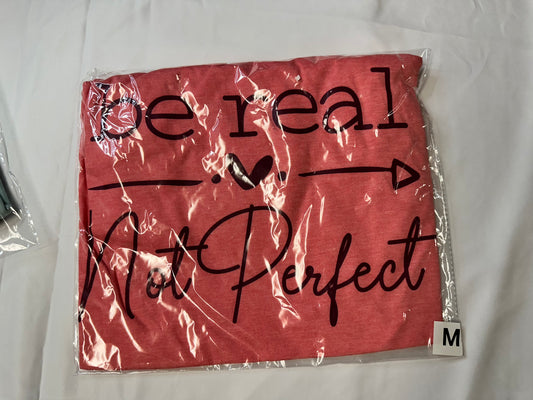 be real
Not Perfect
M